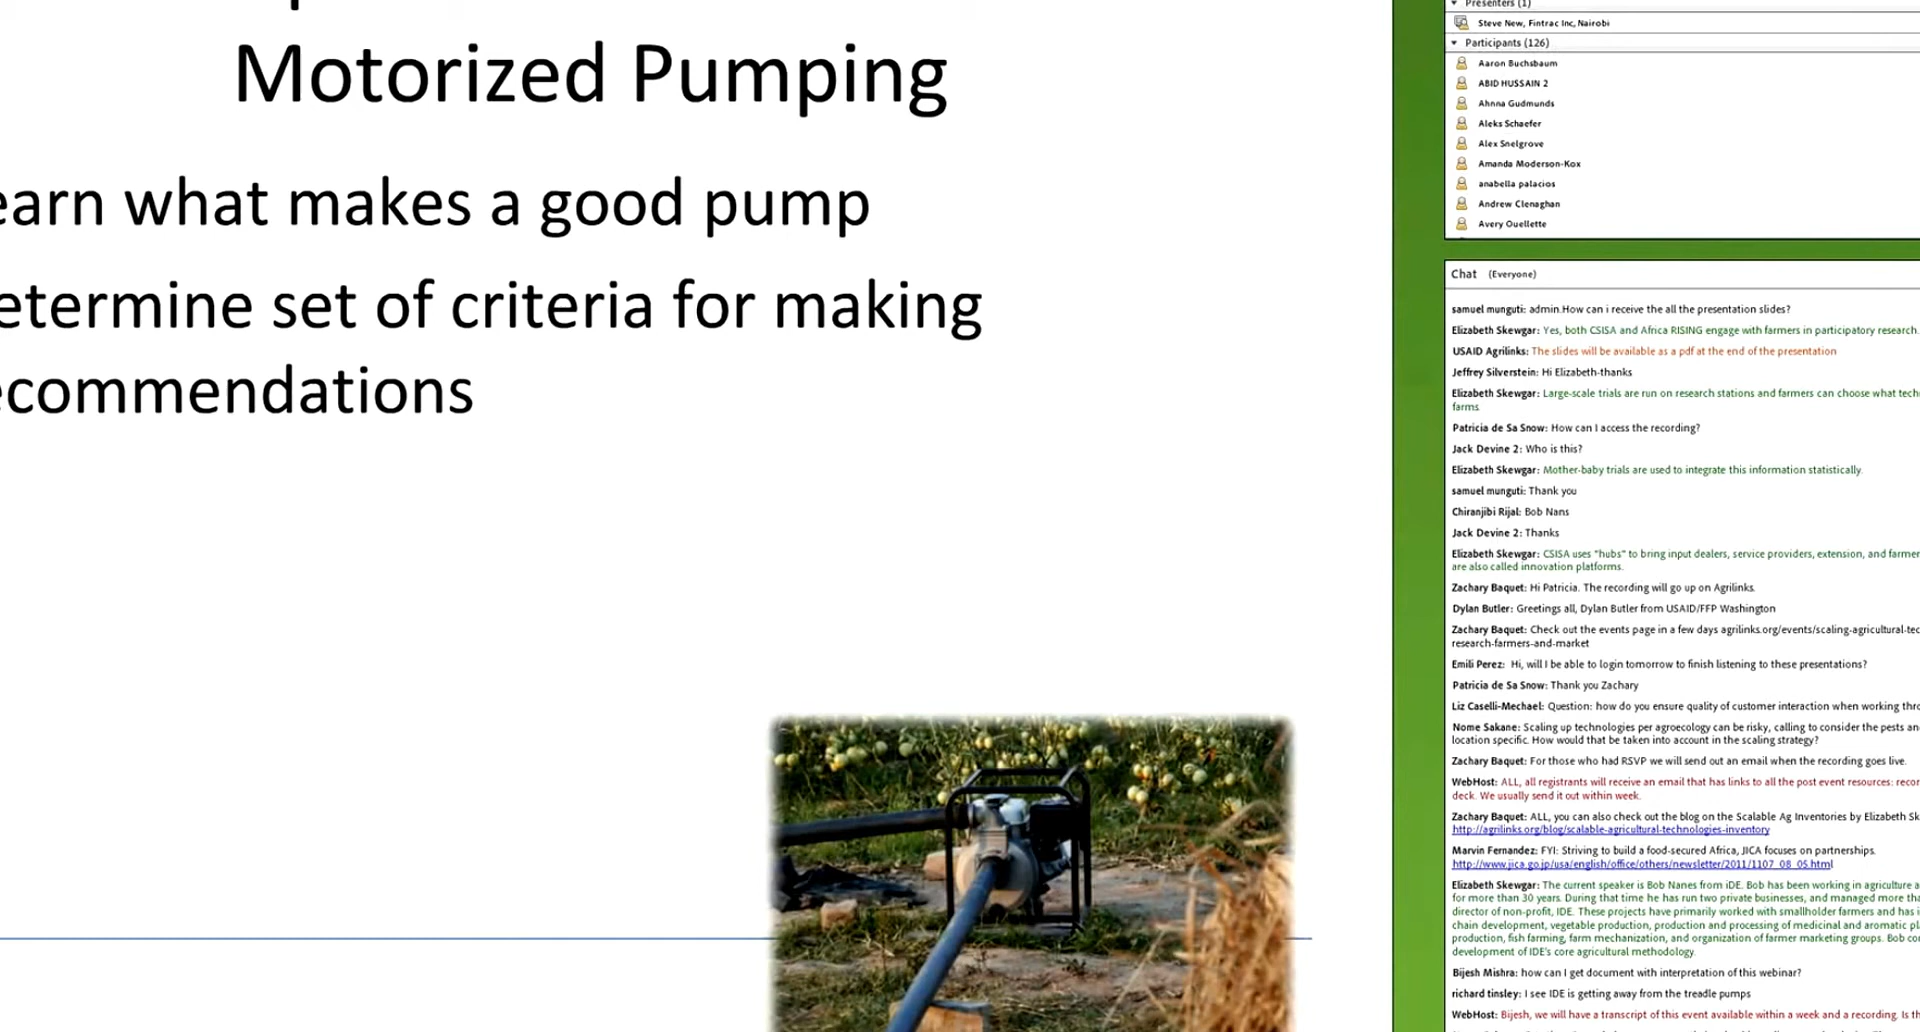 Motorized Pumping
earn what makes a good pump
etermine set of criteria for making
ecommendations
Presenters (1)
Steve New, Fintrac Inc, Nairobi
Participants (126)
Aaron Buchsbaum
ABID HUSSAIN 2
Ahnna Gudmunds
Aleks Schaefer
Alex Snelgrove
Amanda Moderson-Kox
anabella palacios
Andrew Clenaghan
Avery Ouellette
Chat (Everyone)
samuel munguti: admin.How can i receive the all the presentation slides?
Elizabeth Skewgar: Yes, both CSISA and Africa RISING engage with farmers in participatory research.
USAID Agrilinks: The slides will be available as a pdf at the end of the presentation
Jeffrey Silverstein: Hi Elizabeth-thanks
Elizabeth Skewgar: Large-scale trials are run on research stations and farmers can choose what tech
farms.
Patricia de Sa Snow: How can I access the recording?
Jack Devine 2: Who is this?
Elizabeth Skewgar: Mother-baby trials are used to integrate this information statistically.
samuel munguti: Thank you
Chiranjibi Rijal: Bob Nans
Jack Devine 2: Thanks
Elizabeth Skewgar: CSISA uses "hubs" to bring input dealers, service providers, extension, and farmer
are also called innovation platforms.
Zachary Baquet: Hi Patricia. The recording will go up on Agrilinks.
Dylan Butler: Greetings all, Dylan Butler from USAID/FFP Washington
Zachary Baquet: Check out the events page in a few days agrilinks.org/events/scaling-agricultural-tec
research-farmers-and-market
Emili Perez: Hi, will I be able to login tomorrow to finish listening to these presentations?
Patricia de Sa Snow: Thank you Zachary
Liz Caselli-Mechael: Question: how do you ensure quality of customer interaction when working thro
Nome Sakane: Scaling up technologies per agroecology can be risky, calling to consider the pests an
location specific. How would that be taken into account in the scaling strategy?
Zachary Baquet: For those who had RSVP we will send out an email when the recording goes live.
WebHost: ALL, all registrants will receive an email that has links to all the post event resources: recor
deck. We usually send it out within week.
Zachary Baquet: ALL, you can also check out the blog on the Scalable Ag Inventories by Elizabeth Sk
http://agrilinks.org/blog/scalable-agricultural-technologies-inventory
Marvin Fernandez: FYI: Striving to build a food-secured Africa, JICA focuses on partnerships.
http://www.jica.go.jp/usa/english/office/others/newsletter/2011/1107_08_05.html
Elizabeth Skewgar: The current speaker is Bob Nanes from iDE. Bob has been working in agriculture a
for more than 30 years. During that time he has run two private businesses, and managed more tha
director of non-profit, IDE. These projects have primarily worked with smallholder farmers and has i
chain development, vegetable production, production and processing of medicinal and aromatic pl
production, fish farming, farm mechanization, and organization of farmer marketing groups. Bob co
development of IDE's core agricultural methodology.
Bijesh Mishra: how can I get document with interpretation of this webinar?
richard tinsley: I see IDE is getting away from the treadle pumps
WebHost: Bijesh, we will have a transcript of this event available within a week and a recording. Is th